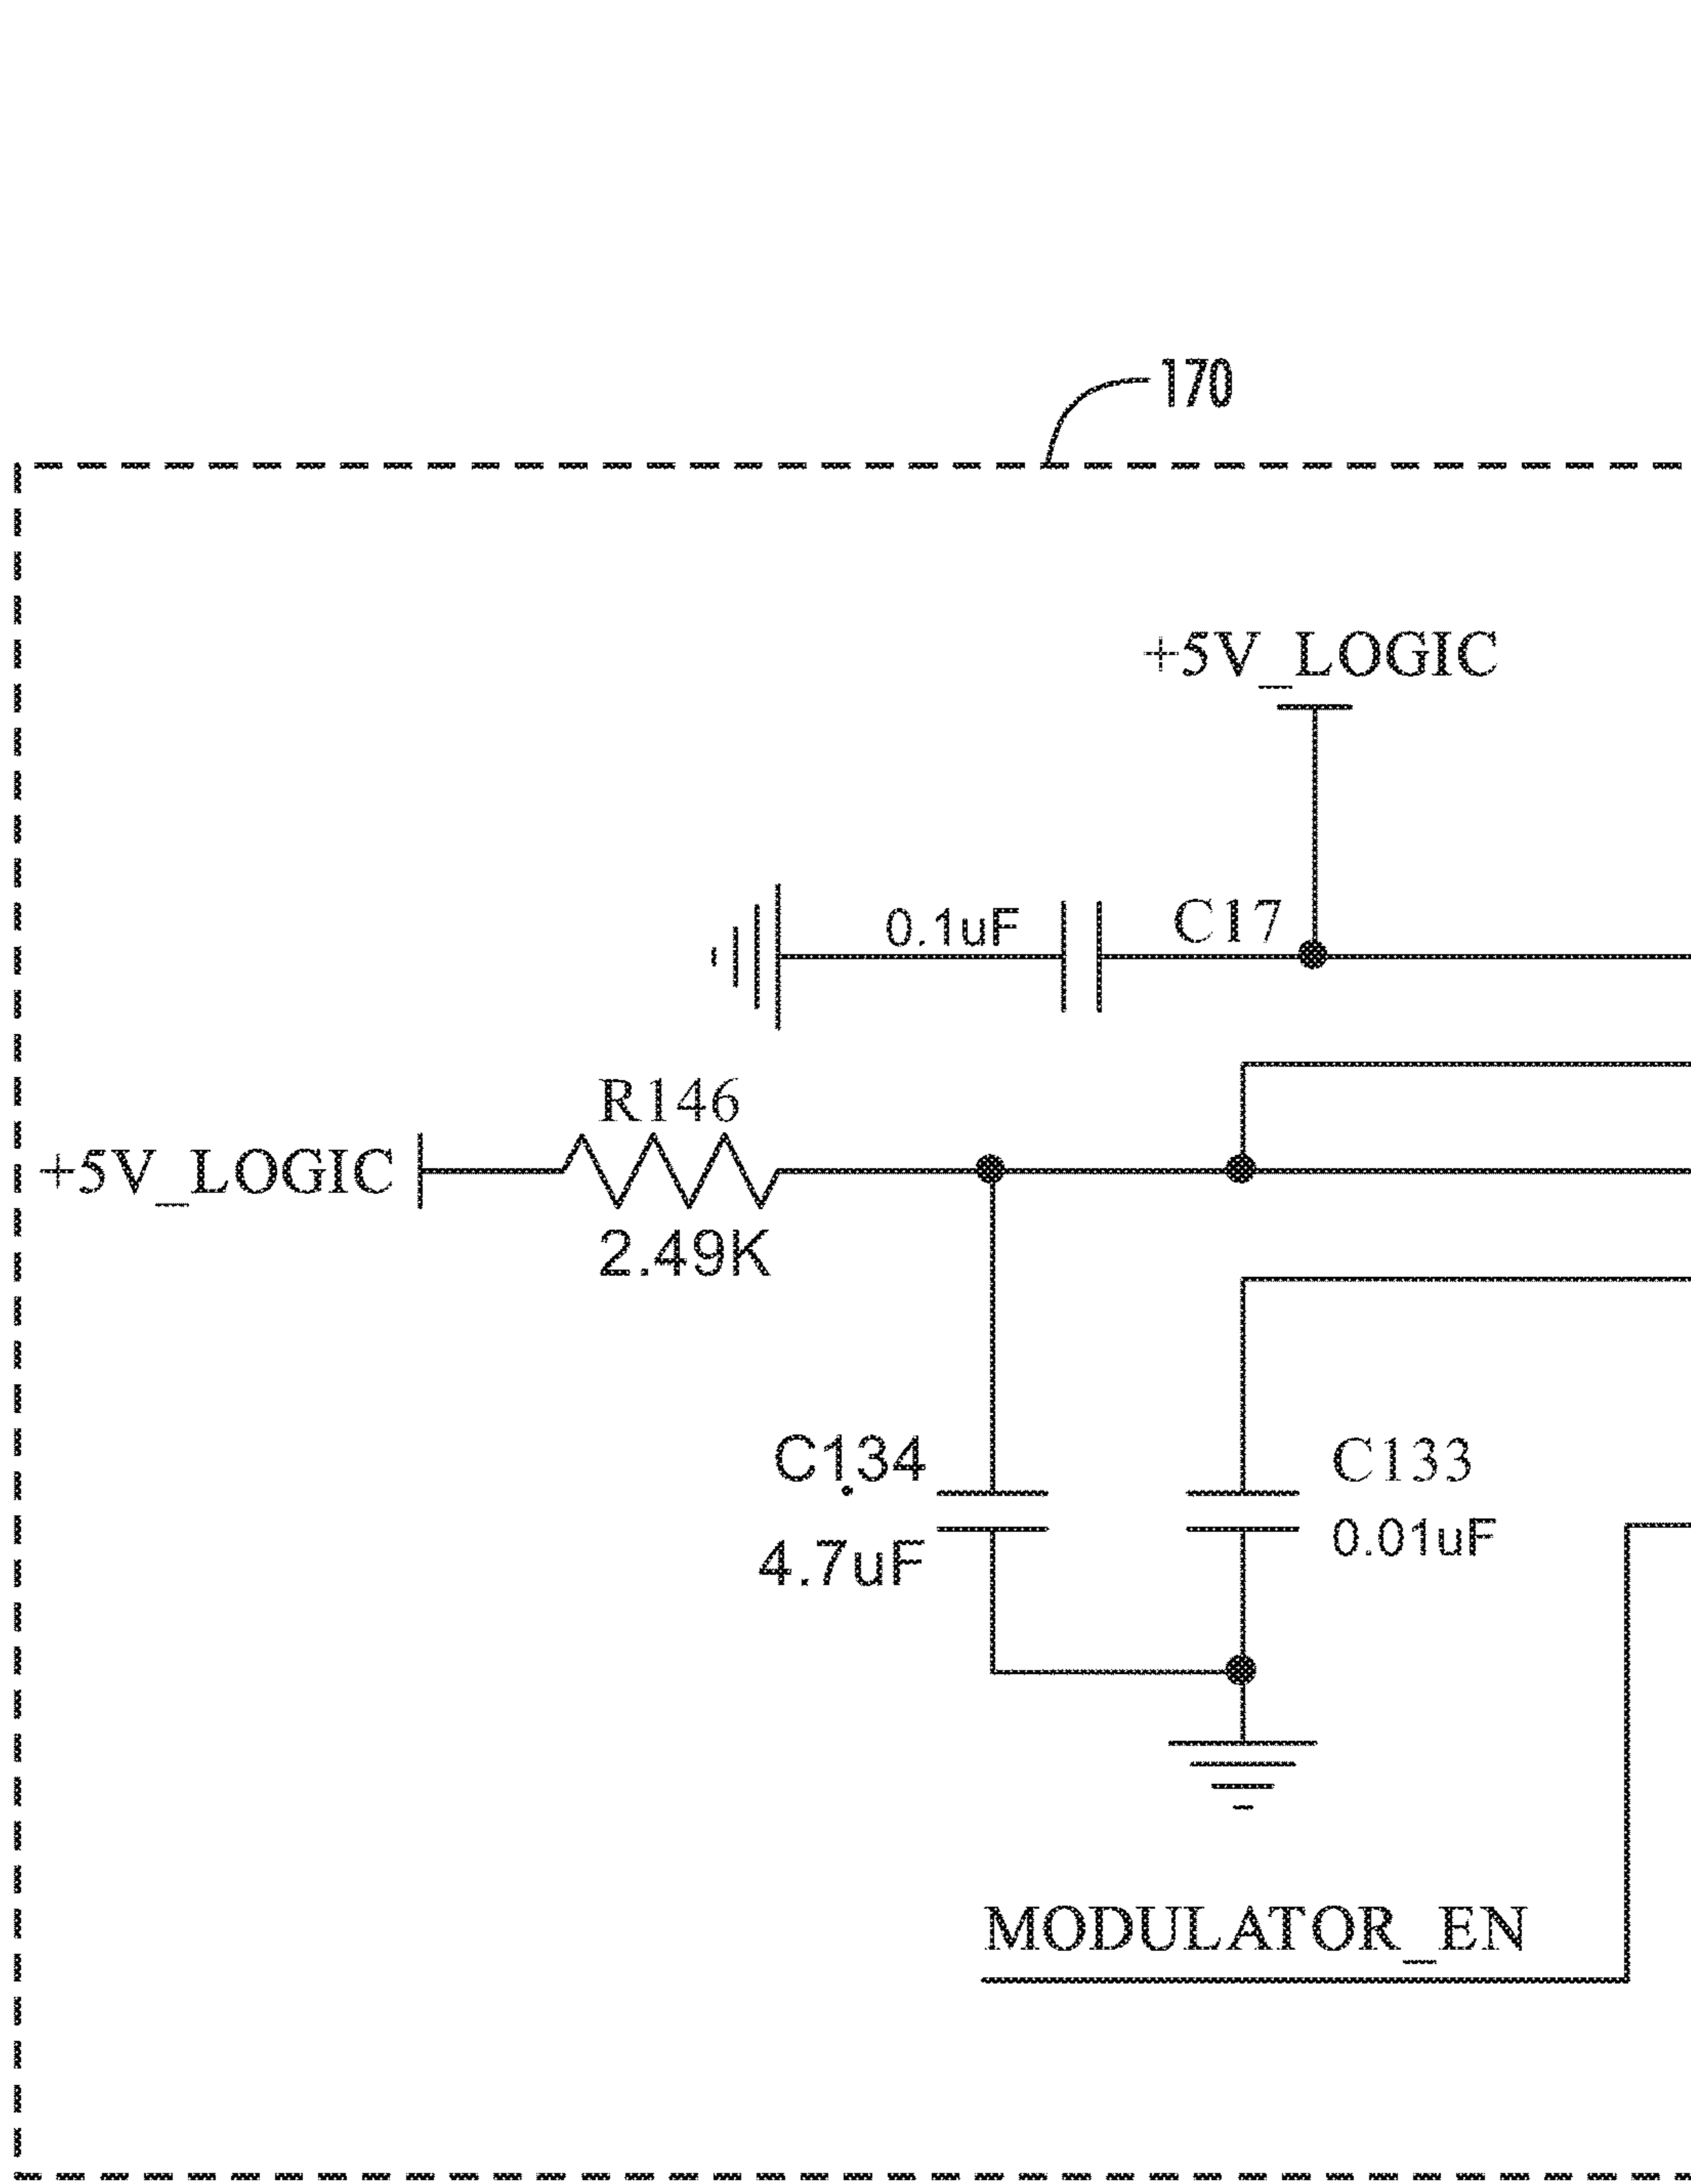 170
+5V_LOGIC
0.1uF
C17
R146
+5V_LOGIC
2.49K
C134
C133
4.7uF
0.01uF
MODULATOR_EN